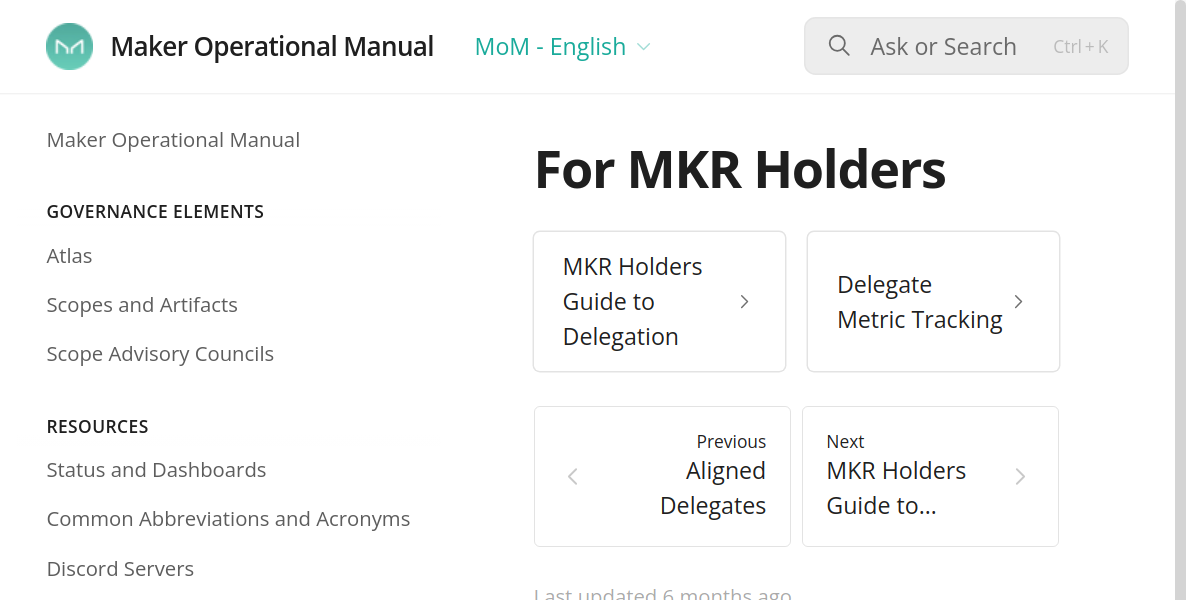 Maker Operational Manual
MoM - English
Ask or Search
Ctrl + K
Maker Operational Manual
GOVERNANCE ELEMENTS
Atlas
Scopes and Artifacts
Scope Advisory Councils
RESOURCES
Status and Dashboards
Common Abbreviations and Acronyms
Discord Servers
For MKR Holders
MKR Holders
Guide to
Delegation
Delegate
Metric Tracking
Previous
Aligned
Delegates
Next
MKR Holders
Guide to...
Last updated 6 months ago